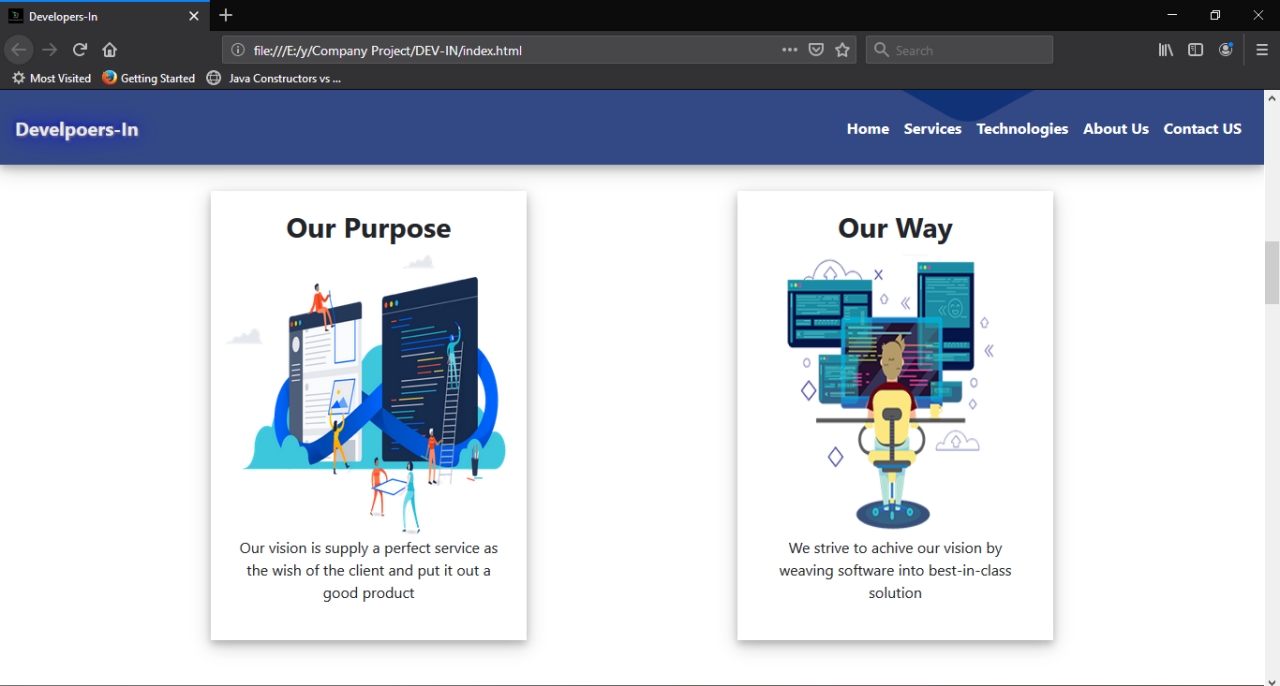 Developers-In
file:///E:/y/Company Project/DEV-IN/index.html
Search
Most Visited
Getting Started
Java Constructors vs ...
Develpoers-In
Home
Services
Technologies
About Us
Contact US
Our Purpose
Our vision is supply a perfect service as
the wish of the client and put it out a
good product
Our Way
We strive to achive our vision by
weaving software into best-in-class
solution